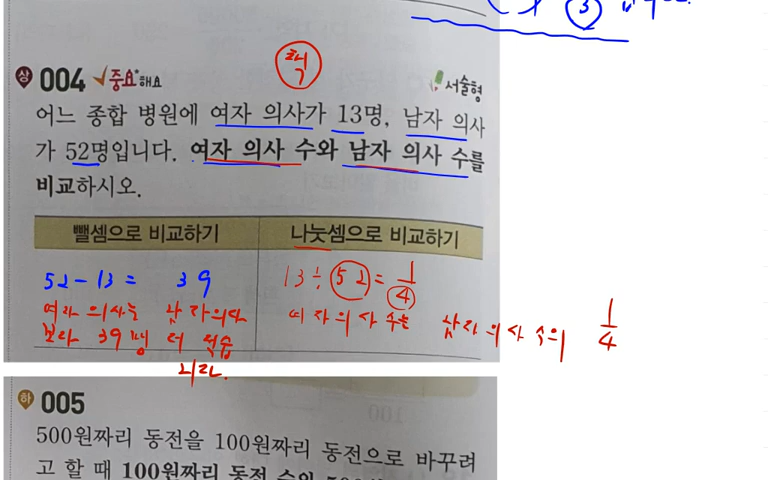 책
상 004 중요해요 서술형
어느 종합 병원에 여자 의사가 13명, 남자 의사
가 52명입니다. 여자 의사 수와 남자 의사 수를
비교하시오.
뺄셈으로 비교하기 나눗셈으로 비교하기
52-13= 39 13÷52=1/4
여자 의사는 남자의사 여자 의사 수는 남자 의사 수의 1/4
보다 39명 더 적습
니다.
하 005
500원짜리 동전을 100원짜리 동전으로 바꾸려
고 할 때 100원짜리 동전